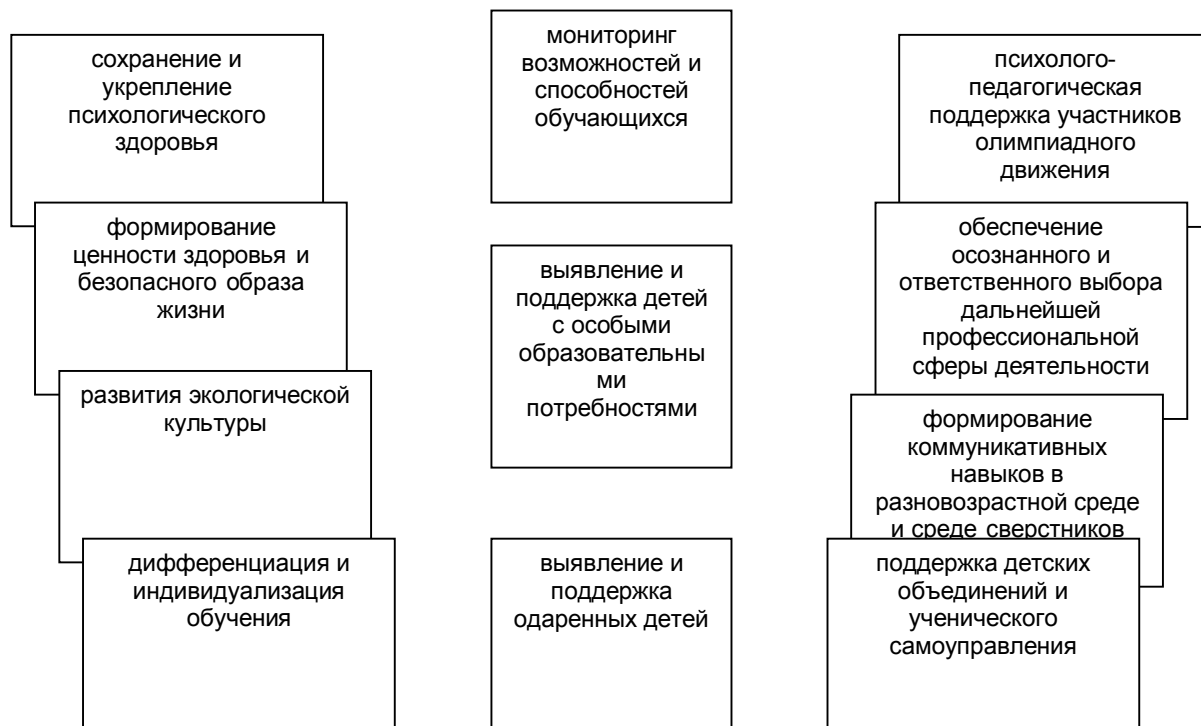 сохранение и
укрепление
психологического
здоровья
формирование
ценности здоровья и
безопасного образа
жизни
развития экологической
культуры
дифференциация и
индивидуализация
обучения
мониторинг
возможностей и
способностей
обучающихся
выявление и
поддержка детей
с особыми
образовательны
ми
потребностями
выявление и
поддержка
одаренных детей
психолого-
педагогическая
поддержка участников
олимпиадного
движения
обеспечение
осознанного и
ответственного выбора
дальнейшей
профессиональной
сферы деятельности
формирование
коммуникативных
навыков в
разновозрастной среде
и среде сверстников
поддержка детских
объединений и
ученического
самоуправления